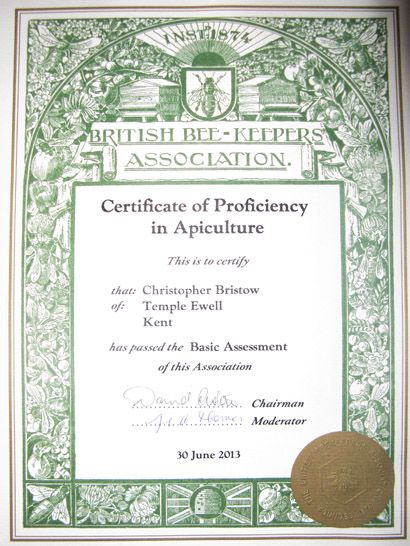 INST. 1874
BRITISH BEE-KEEPERS
ASSOCIATION.
Certificate of Proficiency
in Apiculture
This is to certify
that: Christopher Bristow
of: Temple Ewell
Kent
has passed the Basic Assessment
of this Association
Chairman
Moderator
30 June 2013